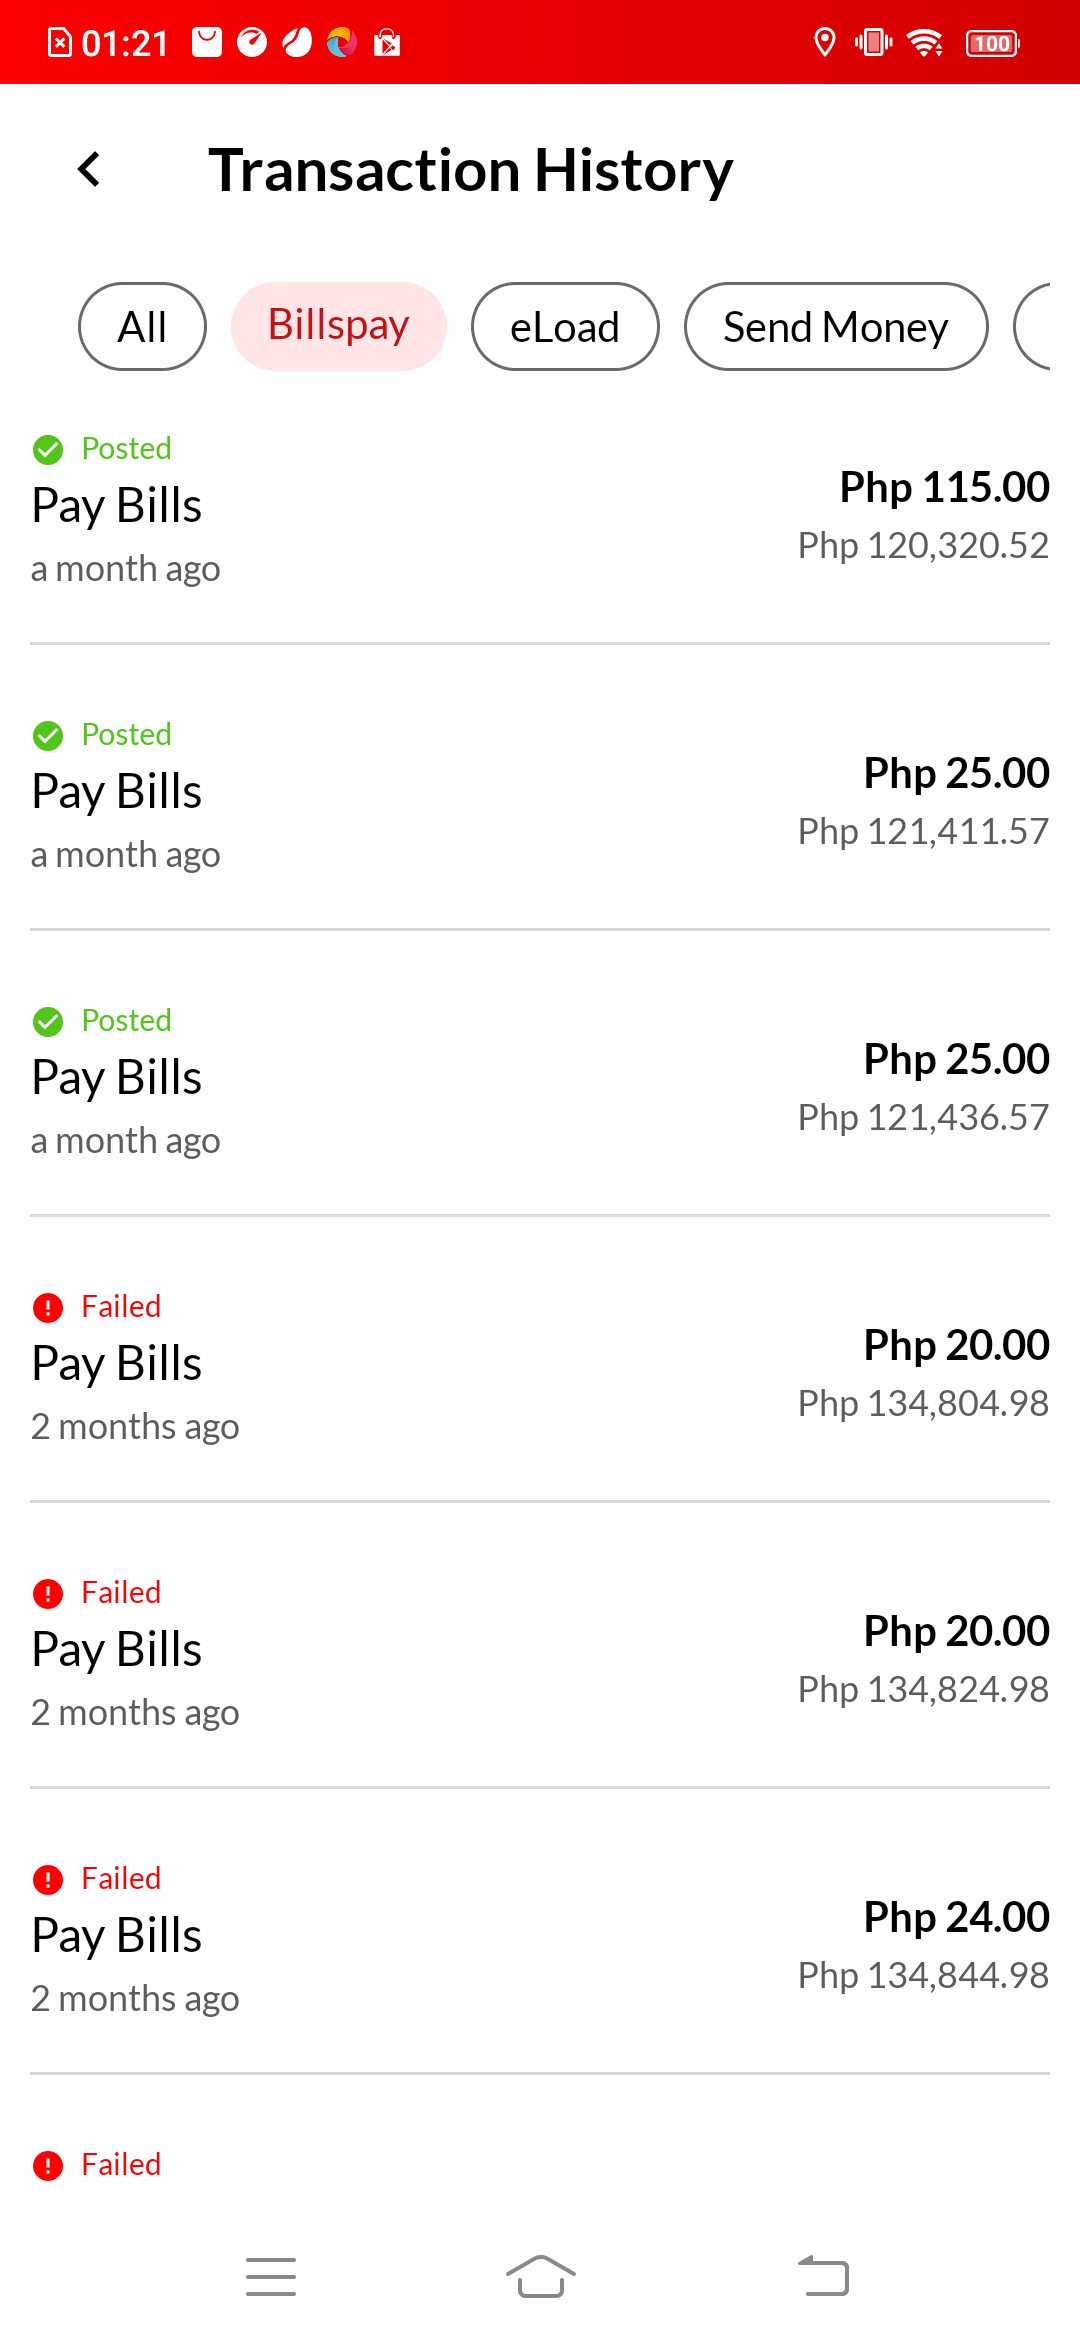 01:21
100
Transaction History
All
Billspay
eLoad
Send Money
Posted
Pay Bills
a month ago
Php 115.00
Php 120,320.52
Posted
Pay Bills
a month ago
Php 25.00
Php 121,411.57
Posted
Pay Bills
a month ago
Php 25.00
Php 121,436.57
Failed
Pay Bills
2 months ago
Php 20.00
Php 134,804.98
Failed
Pay Bills
2 months ago
Php 20.00
Php 134,824.98
Failed
Pay Bills
2 months ago
Php 24.00
Php 134,844.98
Failed